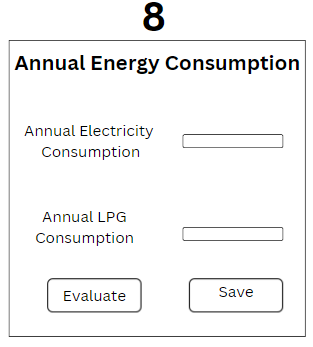 8
Annual Energy Consumption
Annual Electricity
Consumption
Annual LPG
Consumption
Evaluate
Save